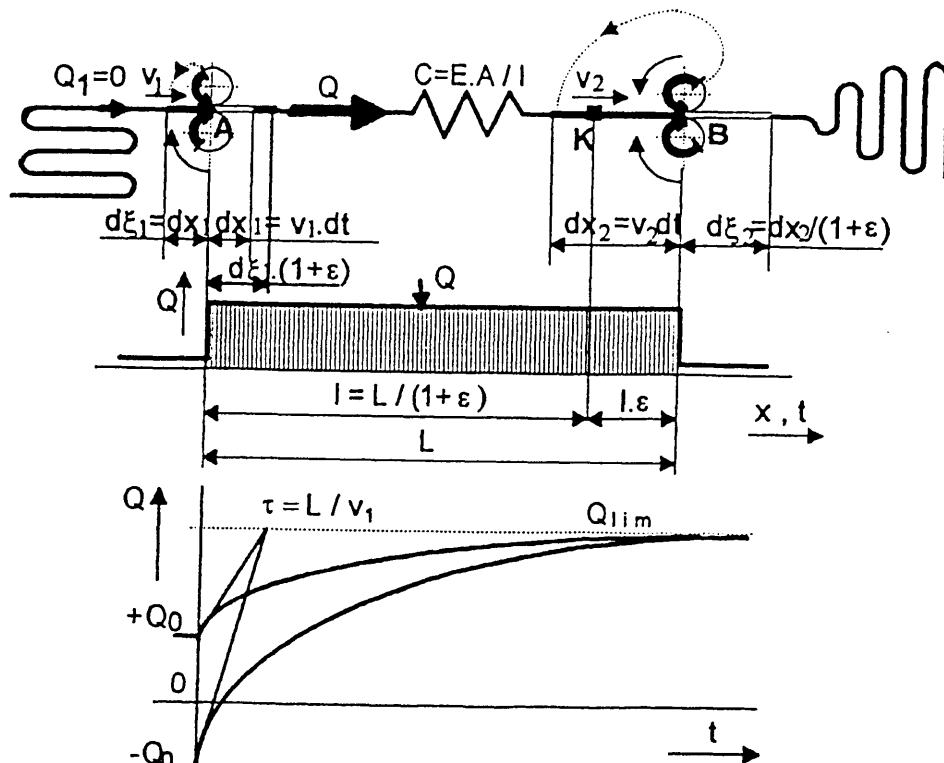 Q₁=0 v₁ Q C=E.A / l v₂
A K B
dξ₁=dx₁ dx₁= v₁.dt dx₂=v₂dt dξ₂=dx₂/(1+ε)
dξ₁.(1+ε)
Q Q
l = L / (1+ ε) l.ε
x , t
L
Q τ = L / v₁ Qlim
+Q₀
0
-Q₀ t